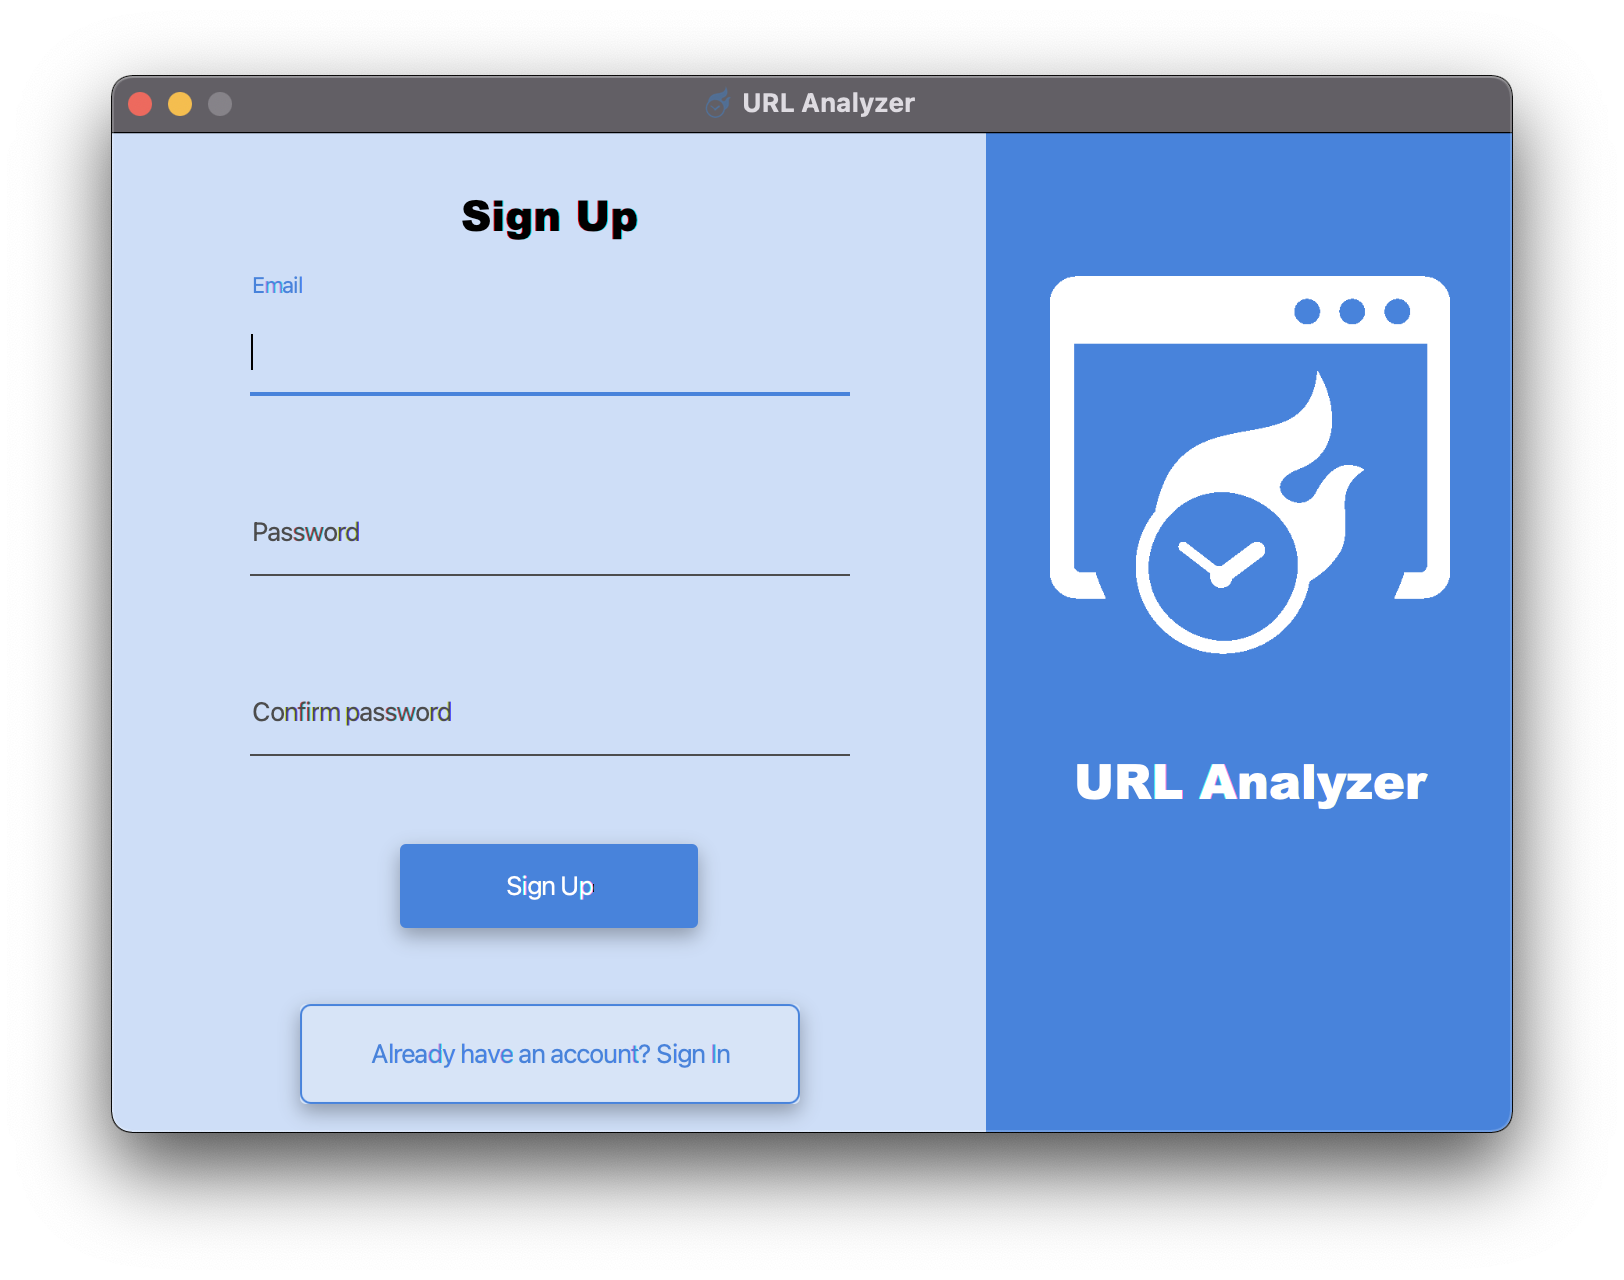 URL Analyzer
Sign Up
Email
Password
Confirm password
Sign Up
Already have an account? Sign In
URL Analyzer